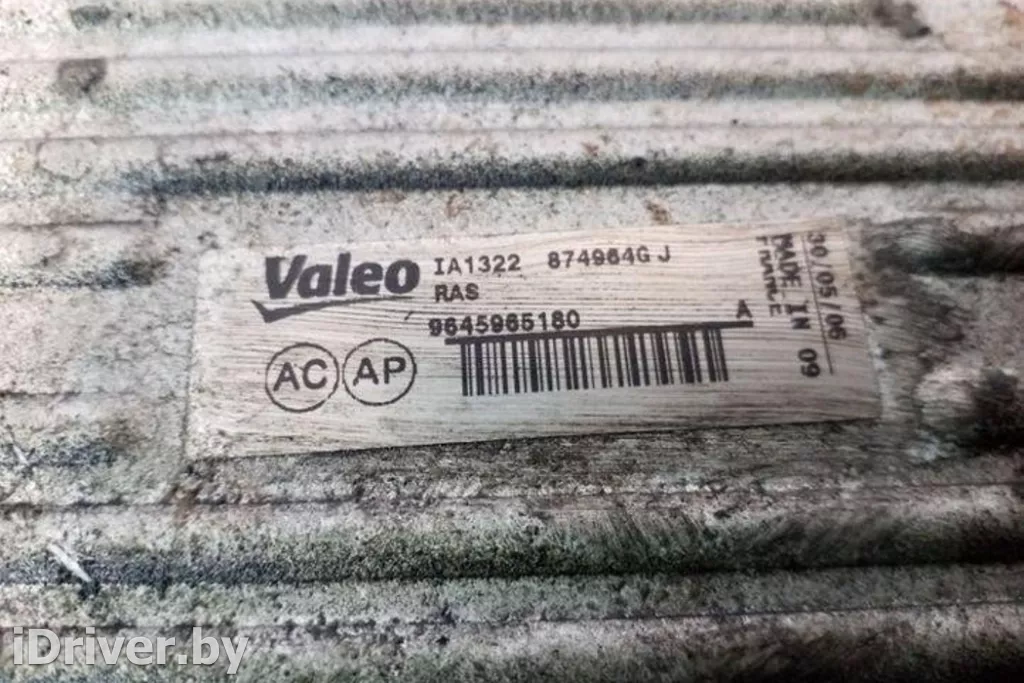 Valeo IA1322 874964G J
RAS
9645965180 A
AC AP
30/05/06
MADE IN 09
FRANCE
iDriver.by